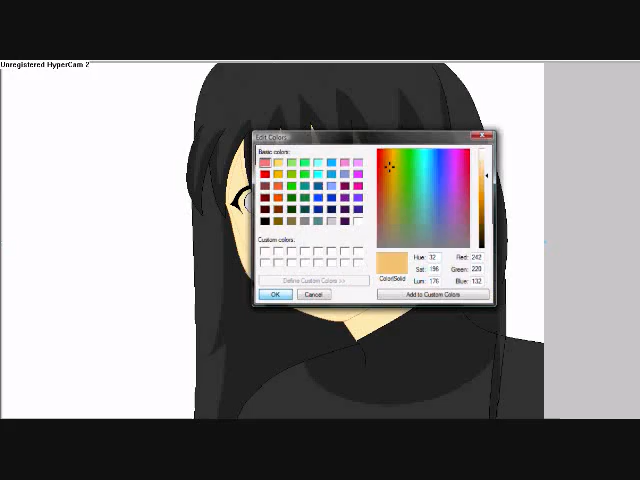 Unregistered HyperCam 2
Edit Colors
Basic colors:
Custom colors:
Define Custom Colors >>
OK
Cancel
Color|Solid
Hue: 32
Sat: 196
Lum: 176
Red: 242
Green: 220
Blue: 132
Add to Custom Colors